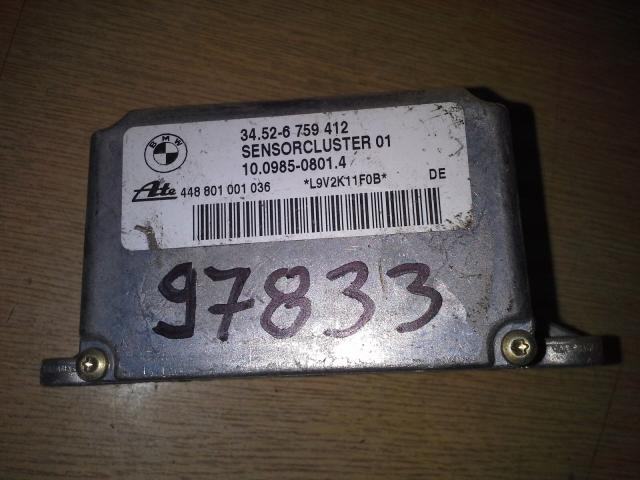 BMW
34.52-6 759 412
SENSORCLUSTER 01
10.0985-0801.4
Ate 448 801 001 036 *L9V2K11F0B* DE
97833